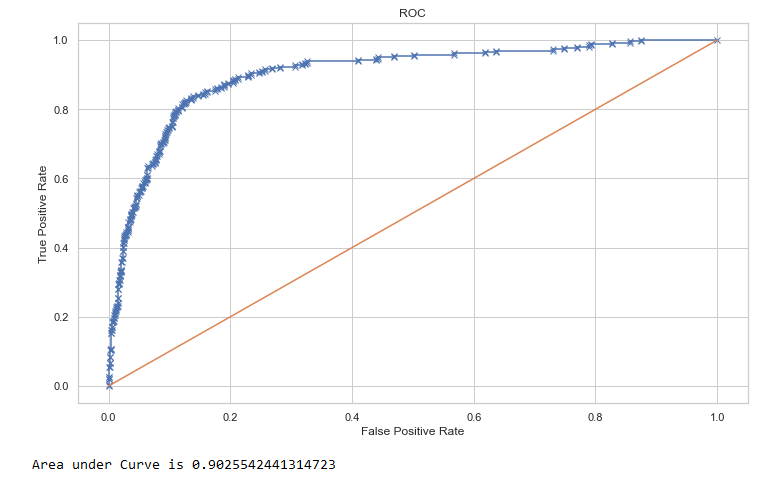 ROC
1.0
0.8
0.6
0.4
0.2
0.0
True Positive Rate
0.0 0.2 0.4 0.6 0.8 1.0
False Positive Rate
Area under Curve is 0.9025542441314723